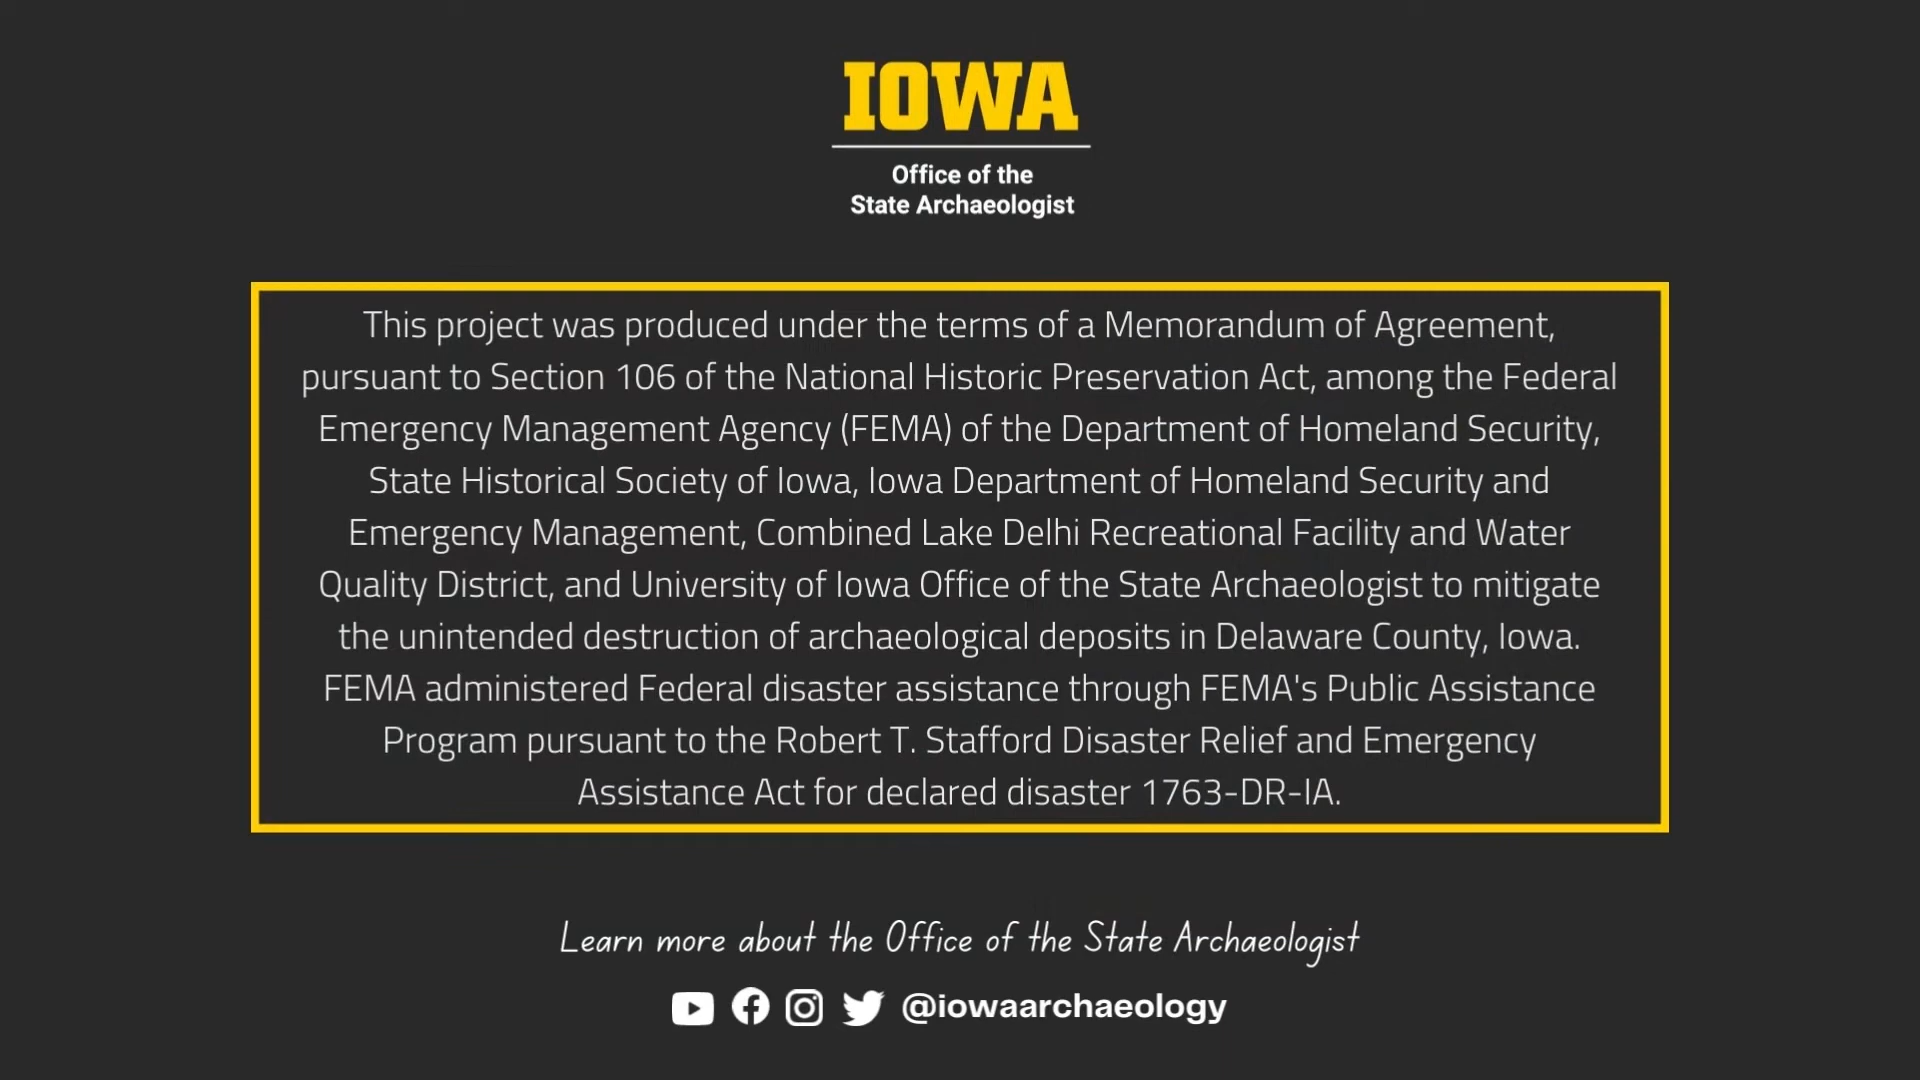 IOWA
Office of the
State Archaeologist
This project was produced under the terms of a Memorandum of Agreement,
pursuant to Section 106 of the National Historic Preservation Act, among the Federal
Emergency Management Agency (FEMA) of the Department of Homeland Security,
State Historical Society of Iowa, Iowa Department of Homeland Security and
Emergency Management, Combined Lake Delhi Recreational Facility and Water
Quality District, and University of Iowa Office of the State Archaeologist to mitigate
the unintended destruction of archaeological deposits in Delaware County, Iowa.
FEMA administered Federal disaster assistance through FEMA's Public Assistance
Program pursuant to the Robert T. Stafford Disaster Relief and Emergency
Assistance Act for declared disaster 1763-DR-IA.
Learn more about the Office of the State Archaeologist
@iowaarchaeology